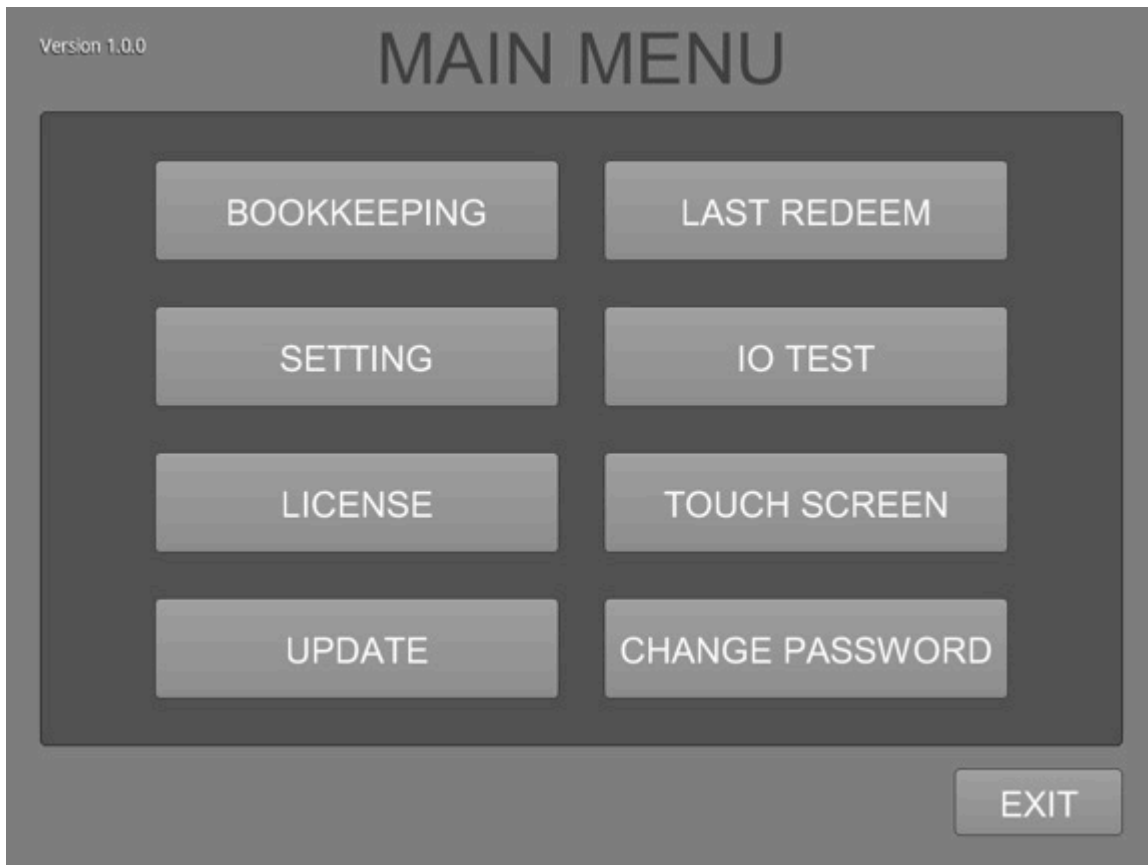 Version 1.0.0
MAIN MENU
BOOKKEEPING
LAST REDEEM
SETTING
IO TEST
LICENSE
TOUCH SCREEN
UPDATE
CHANGE PASSWORD
EXIT